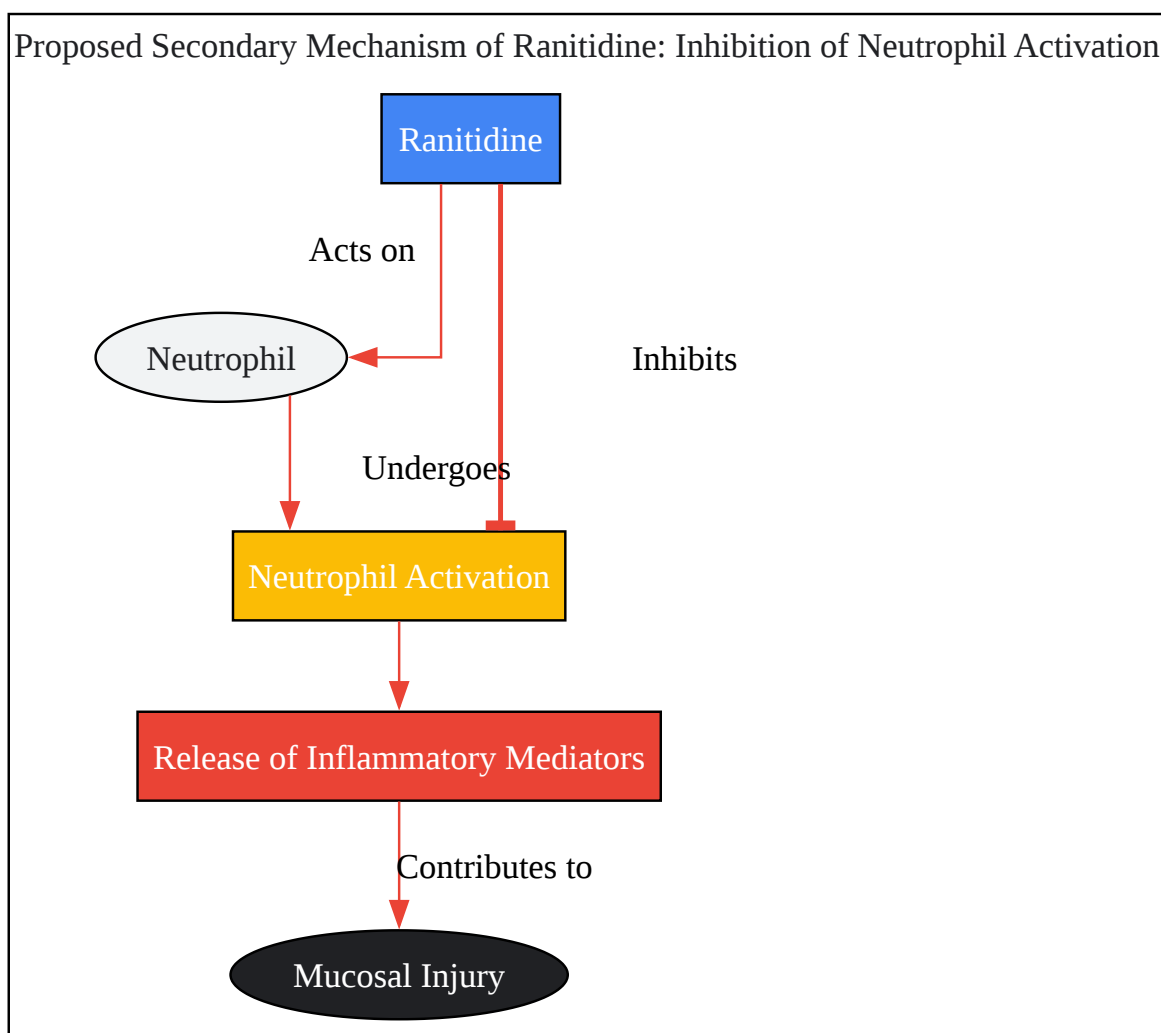 Proposed Secondary Mechanism of Ranitidine: Inhibition of Neutrophil Activation
Ranitidine
Acts on
Neutrophil
Inhibits
Undergoes
Neutrophil Activation
Release of Inflammatory Mediators
Contributes to
Mucosal Injury